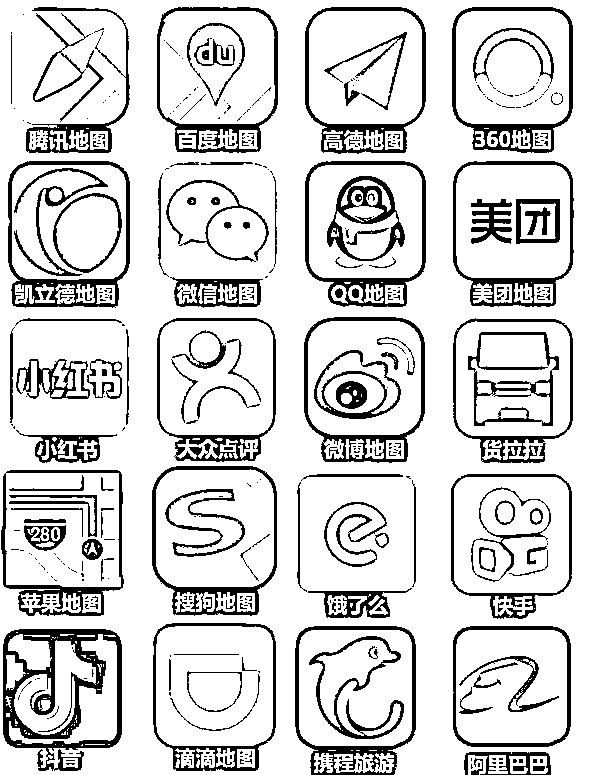 du
腾讯地图 百度地图 高德地图 360地图
美团
凯立德地图 微信地图 QQ地图 美团地图
小红书
小红书 大众点评 微博地图 货拉拉
280
苹果地图 搜狗地图 饿了么 快手
抖音 滴滴地图 携程旅游 阿里巴巴